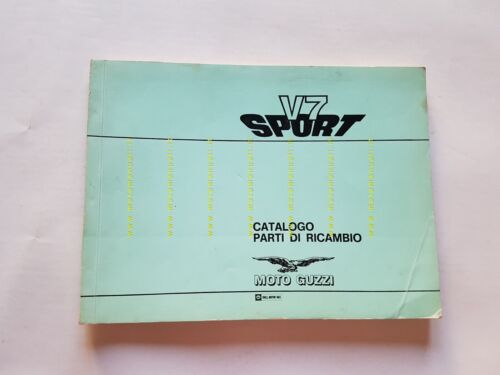 V7
SPORT
CATALOGO
PARTI DI RICAMBIO
MOTO GUZZI